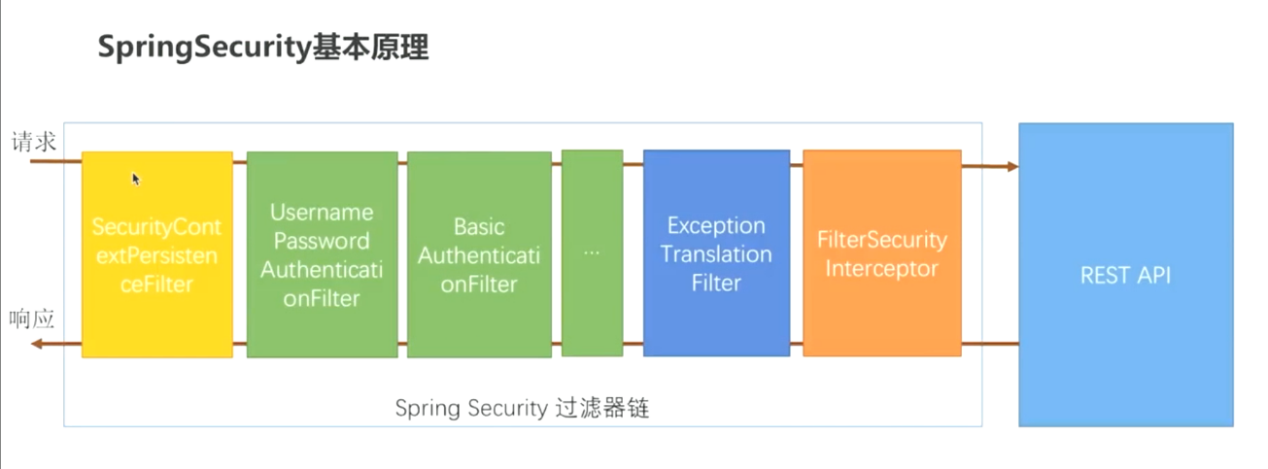 SpringSecurity基本原理
请求
SecurityCont
extPersisten
ceFilter
Username
Password
Authenticati
onFilter
Basic
Authenticati
onFilter
...
Exception
Translation
Filter
FilterSecurity
Interceptor
REST API
响应
Spring Security 过滤器链